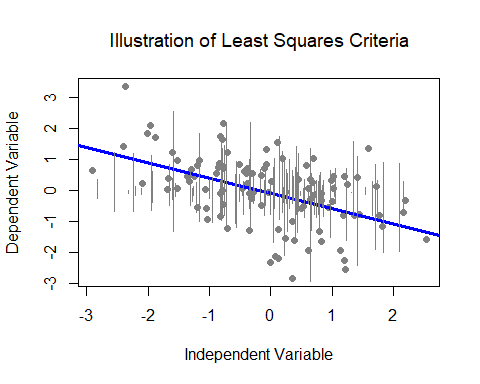 Illustration of Least Squares Criteria
Dependent Variable
3
2
1
0
-1
-2
-3
-3 -2 -1 0 1 2
Independent Variable